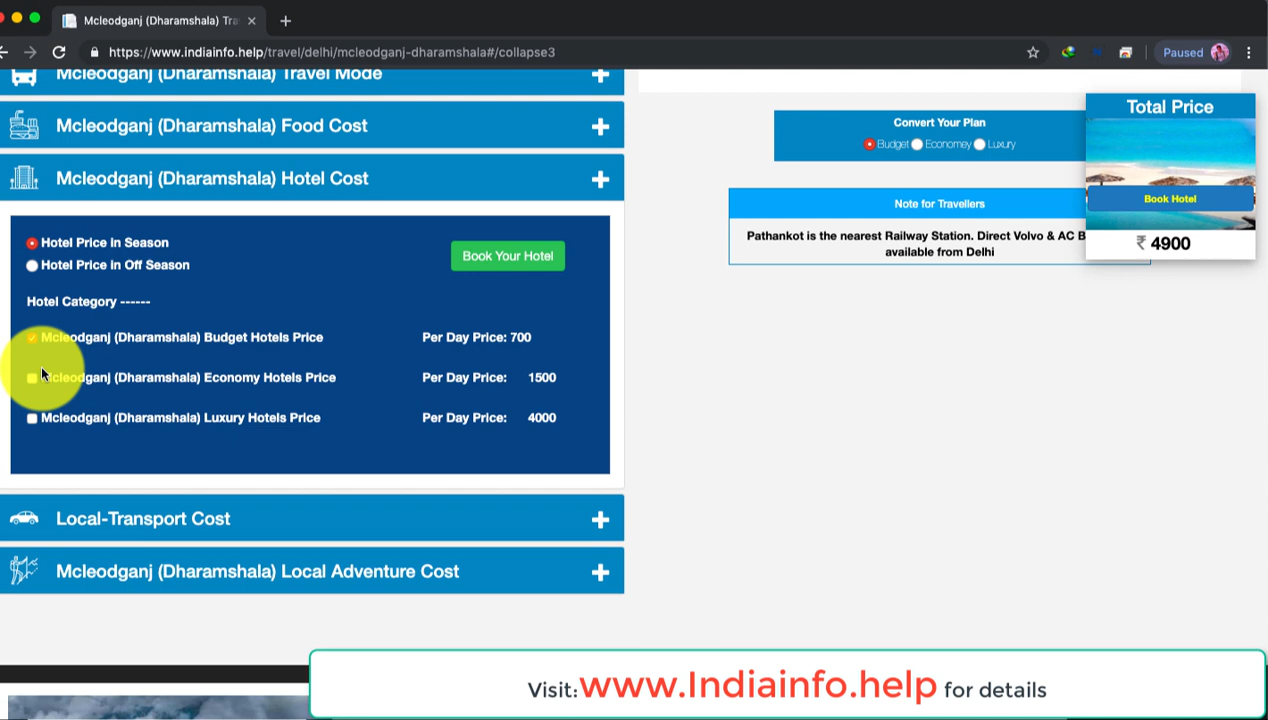 Mcleodganj (Dharamshala) Tra
https://www.indiainfo.help/travel/delhi/mcleodganj-dharamshala#/collapse3
Paused
Mcleodganj (Dharamshala) Travel Mode
Mcleodganj (Dharamshala) Food Cost
Mcleodganj (Dharamshala) Hotel Cost
Hotel Price in Season
Hotel Price in Off Season
Book Your Hotel
Hotel Category ------
Mcleodganj (Dharamshala) Budget Hotels Price Per Day Price: 700
Mcleodganj (Dharamshala) Economy Hotels Price Per Day Price: 1500
Mcleodganj (Dharamshala) Luxury Hotels Price Per Day Price: 4000
Local-Transport Cost
Mcleodganj (Dharamshala) Local Adventure Cost
Convert Your Plan
Budget Economey Luxury
Note for Travellers
Pathankot is the nearest Railway Station. Direct Volvo & AC B
available from Delhi
Total Price
Book Hotel
₹ 4900
Visit:www.Indiainfo.help for details